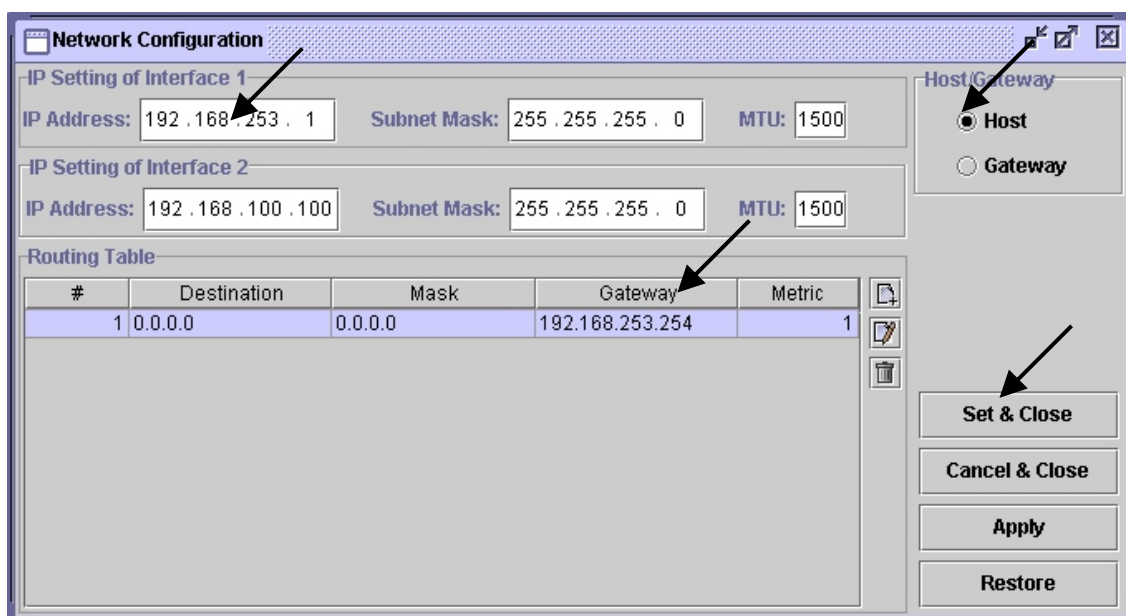 Network Configuration
IP Setting of Interface 1
IP Address: 192 .168 .253 . 1 Subnet Mask: 255 .255 .255 . 0 MTU: 1500
IP Setting of Interface 2
IP Address: 192 .168 .100 .100 Subnet Mask: 255 .255 .255 . 0 MTU: 1500
Routing Table
# Destination Mask Gateway Metric
1 0.0.0.0 0.0.0.0 192.168.253.254 1
Host/Gateway
Host
Gateway
Set & Close
Cancel & Close
Apply
Restore